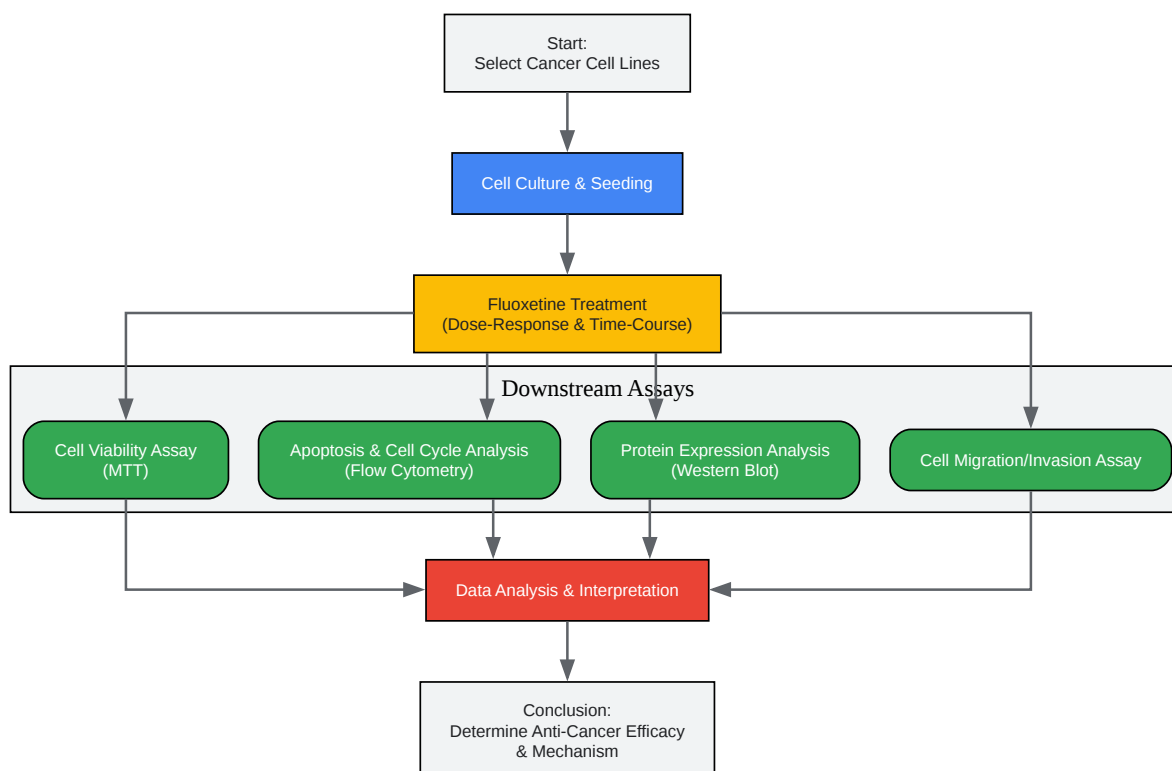 Start:
Select Cancer Cell Lines
Cell Culture & Seeding
Fluoxetine Treatment
(Dose-Response & Time-Course)
Downstream Assays
Cell Viability Assay
(MTT)
Apoptosis & Cell Cycle Analysis
(Flow Cytometry)
Protein Expression Analysis
(Western Blot)
Cell Migration/Invasion Assay
Data Analysis & Interpretation
Conclusion:
Determine Anti-Cancer Efficacy
& Mechanism